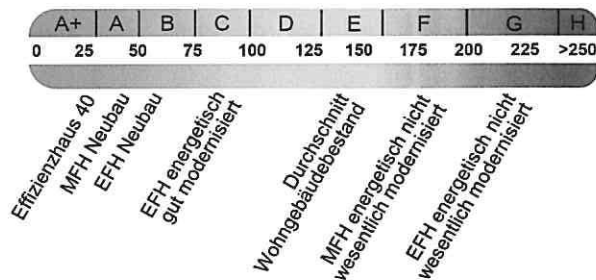 A+ A B C D E F G H
0 25 50 75 100 125 150 175 200 225 >250
Effizienzhaus 40
MFH Neubau
EFH Neubau
EFH energetisch
gut modernisiert
Durchschnitt
Wohngebäudebestand
MFH energetisch nicht
wesentlich modernisiert
EFH energetisch nicht
wesentlich modernisiert